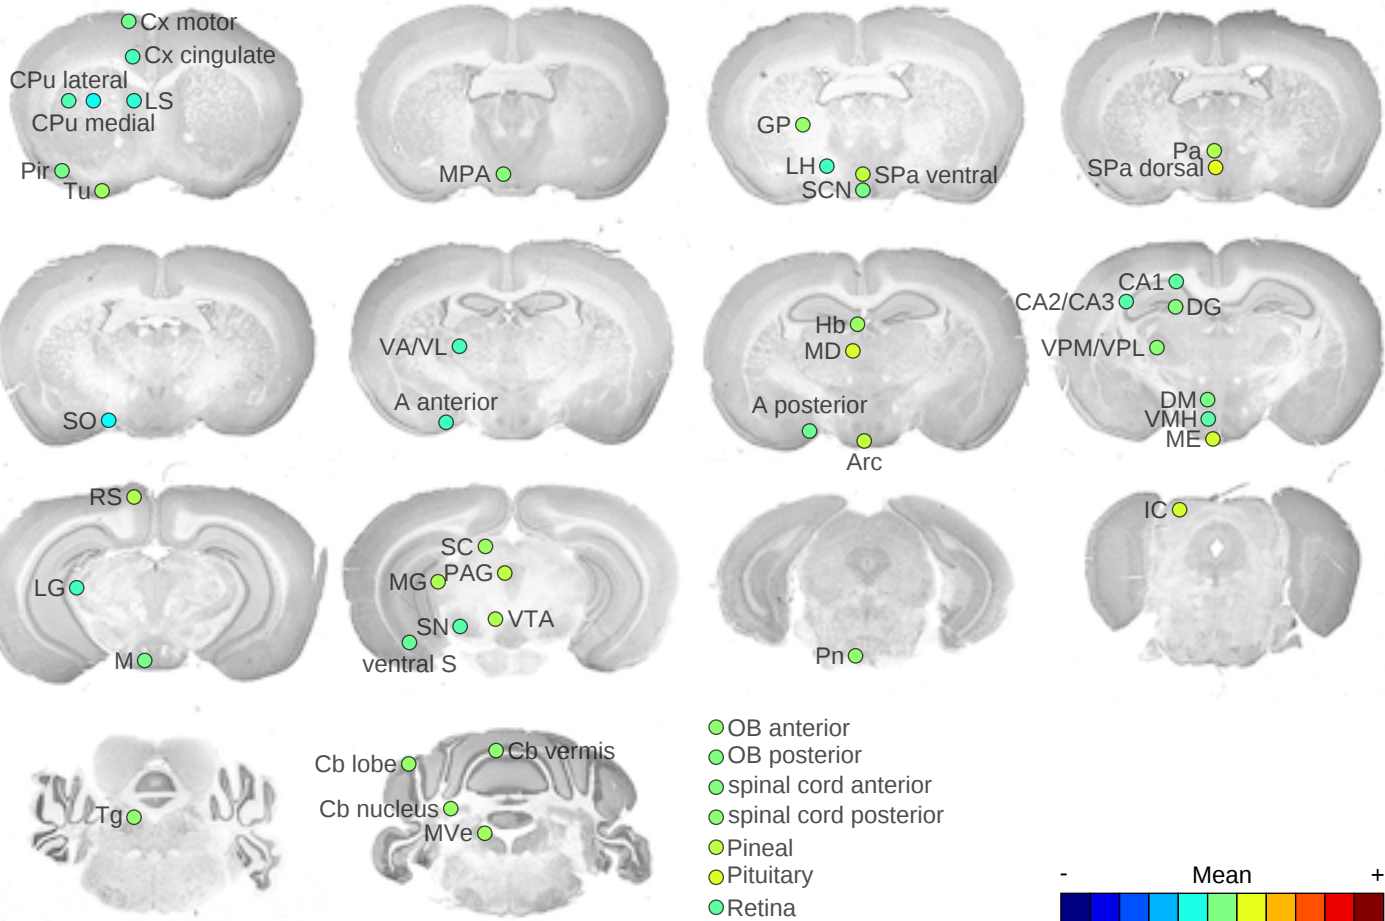 Cx motor
Cx cingulate
CPu lateral
LS
CPu medial
Pir
Tu
MPA
GP
LH
SPa ventral
SCN
Pa
SPa dorsal
SO
VA/VL
A anterior
Hb
MD
A posterior
Arc
CA1
CA2/CA3
DG
VPM/VPL
DM
VMH
ME
RS
LG
M
SC
MG
PAG
SN
VTA
ventral S
Pn
IC
Tg
Cb lobe
Cb vermis
Cb nucleus
MVe
OB anterior
OB posterior
spinal cord anterior
spinal cord posterior
Pineal
Pituitary
Retina
- Mean +